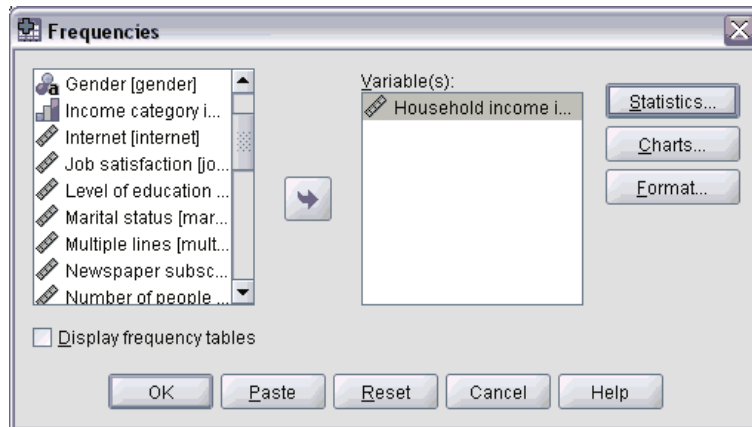 Frequencies
Gender [gender]
Income category i...
Internet [internet]
Job satisfaction [jo...
Level of education ...
Marital status [mar...
Multiple lines [mult...
Newspaper subsc...
Number of people ...
Variable(s):
Household income i...
Statistics...
Charts...
Format...
Display frequency tables
OK
Paste
Reset
Cancel
Help